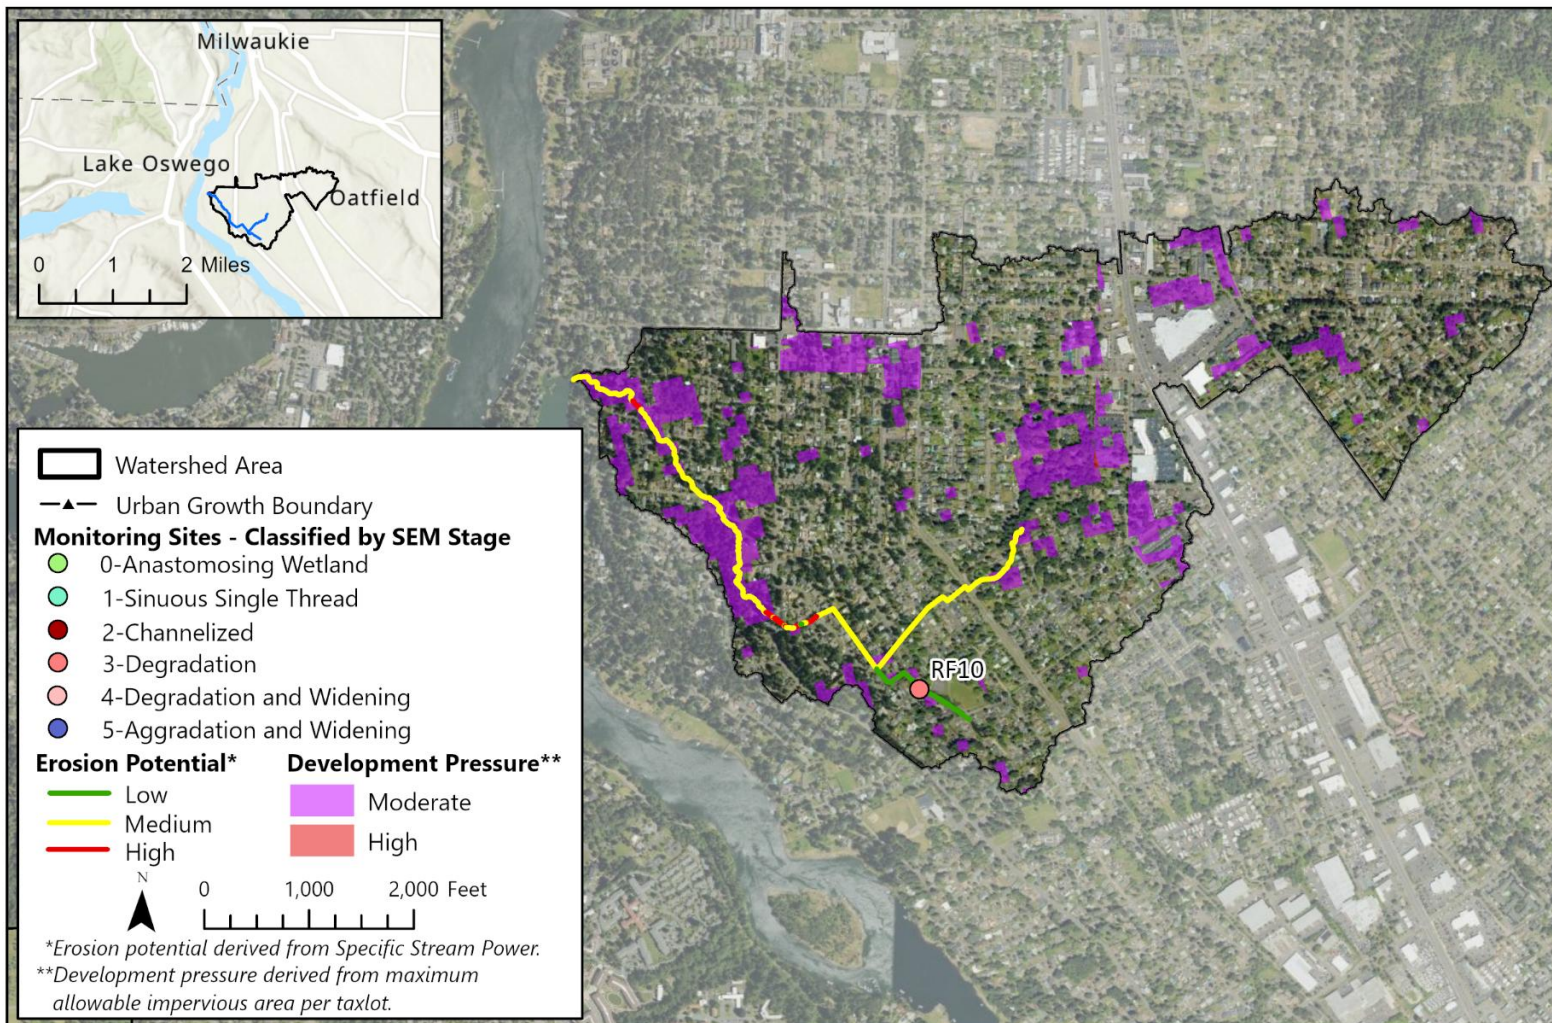 Milwaukie
Lake Oswego
Oatfield
0 1 2 Miles
RF10
Watershed Area
Urban Growth Boundary
Monitoring Sites - Classified by SEM Stage
0-Anastomosing Wetland
1-Sinuous Single Thread
2-Channelized
3-Degradation
4-Degradation and Widening
5-Aggradation and Widening
Erosion Potential* Development Pressure**
Low
Moderate
Medium
High
High
N
0 1,000 2,000 Feet
*Erosion potential derived from Specific Stream Power.
**Development pressure derived from maximum
allowable impervious area per taxlot.